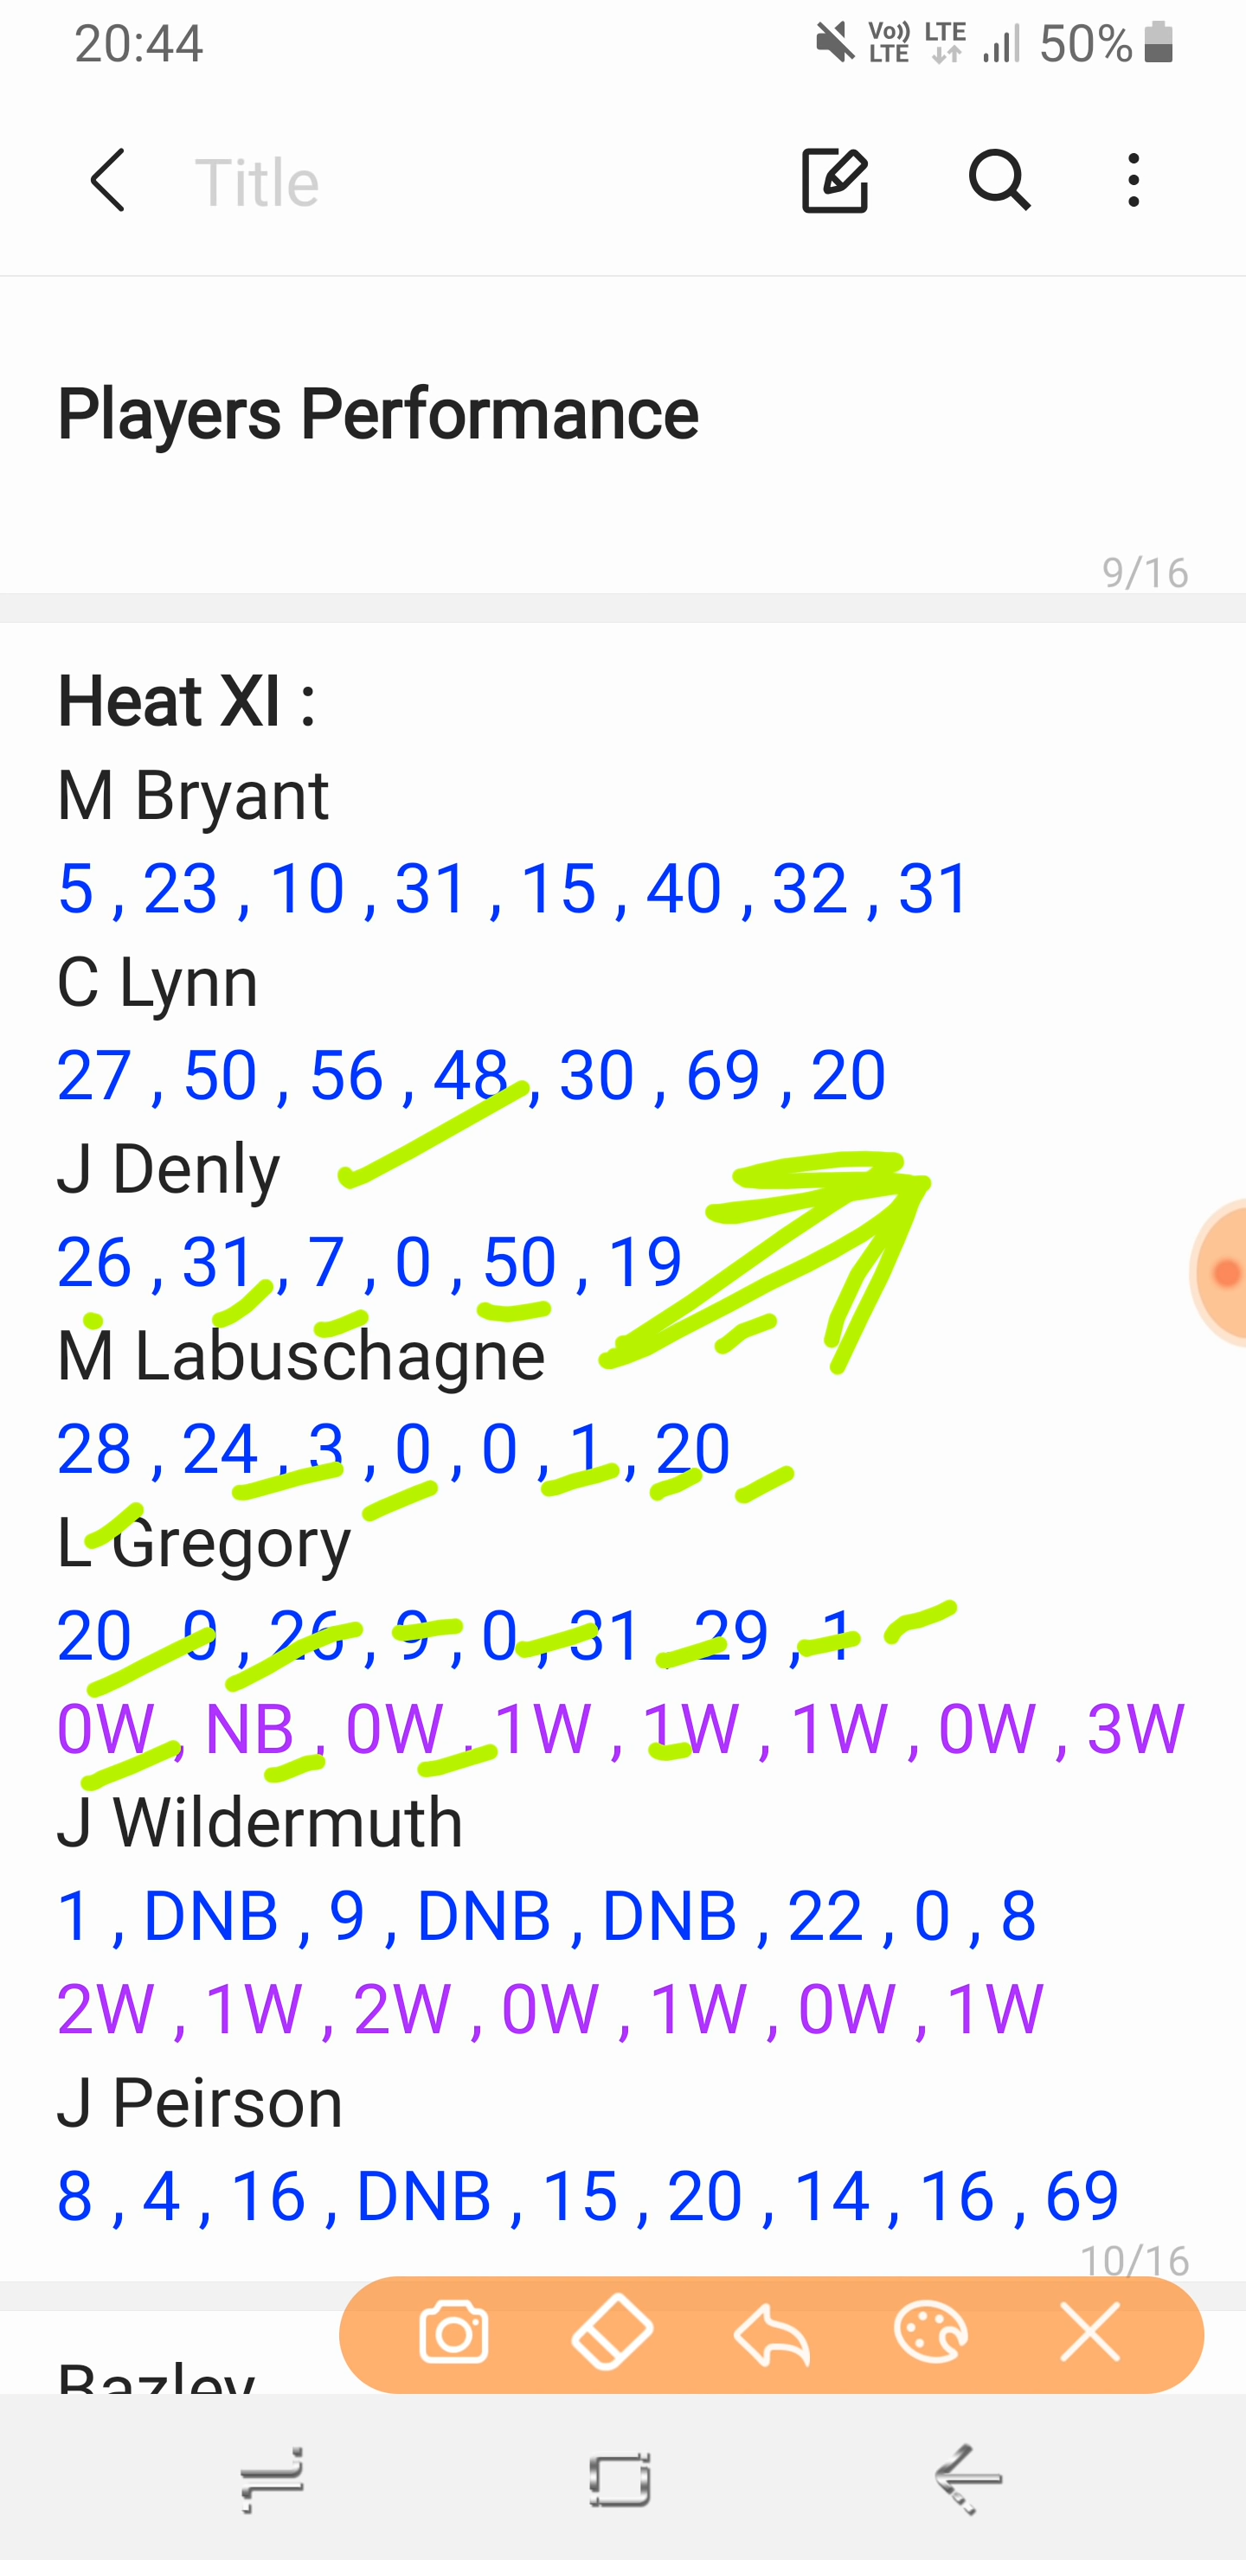 20:44
Vo)) LTE LTE 50%
Title
Players Performance
9/16
Heat XI :
M Bryant
5 , 23 , 10 , 31 , 15 , 40 , 32 , 31
C Lynn
27 , 50 , 56 , 48 , 30 , 69 , 20
J Denly
26 , 31 , 7 , 0 , 50 , 19
M Labuschagne
28 , 24 , 3 , 0 , 0 , 1 , 20
L Gregory
20 , 0 , 26 , 9 , 0 , 31 , 29 , 1
0W , NB , 0W , 1W , 1W , 1W , 0W , 3W
J Wildermuth
1 , DNB , 9 , DNB , DNB , 22 , 0 , 8
2W , 1W , 2W , 0W , 1W , 0W , 1W
J Peirson
8 , 4 , 16 , DNB , 15 , 20 , 14 , 16 , 69
10/16
Bazley